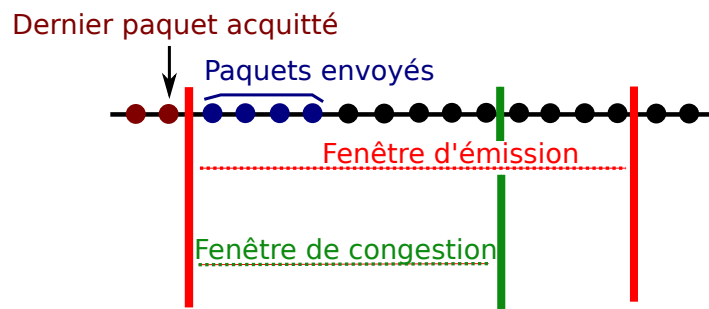 Dernier paquet acquitté
Paquets envoyés
Fenêtre d'émission
Fenêtre de congestion